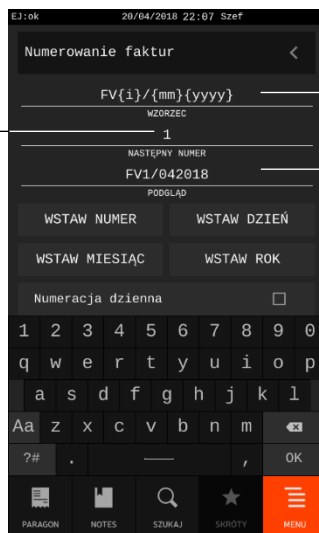 EJ:ok 20/04/2018 22:07 Szef
Numerowanie faktur <
FV{i}/{mm}{yyyy}
WZORZEC
1
NASTĘPNY NUMER
FV1/042018
PODGLĄD
WSTAW NUMER WSTAW DZIEŃ
WSTAW MIESIĄC WSTAW ROK
Numeracja dzienna
1 2 3 4 5 6 7 8 9 0
q w e r t y u i o p
a s d f g h j k l
Aa z x c v b n m
?# . , OK
PARAGON NOTES SZUKAJ SKRÓTY MENU